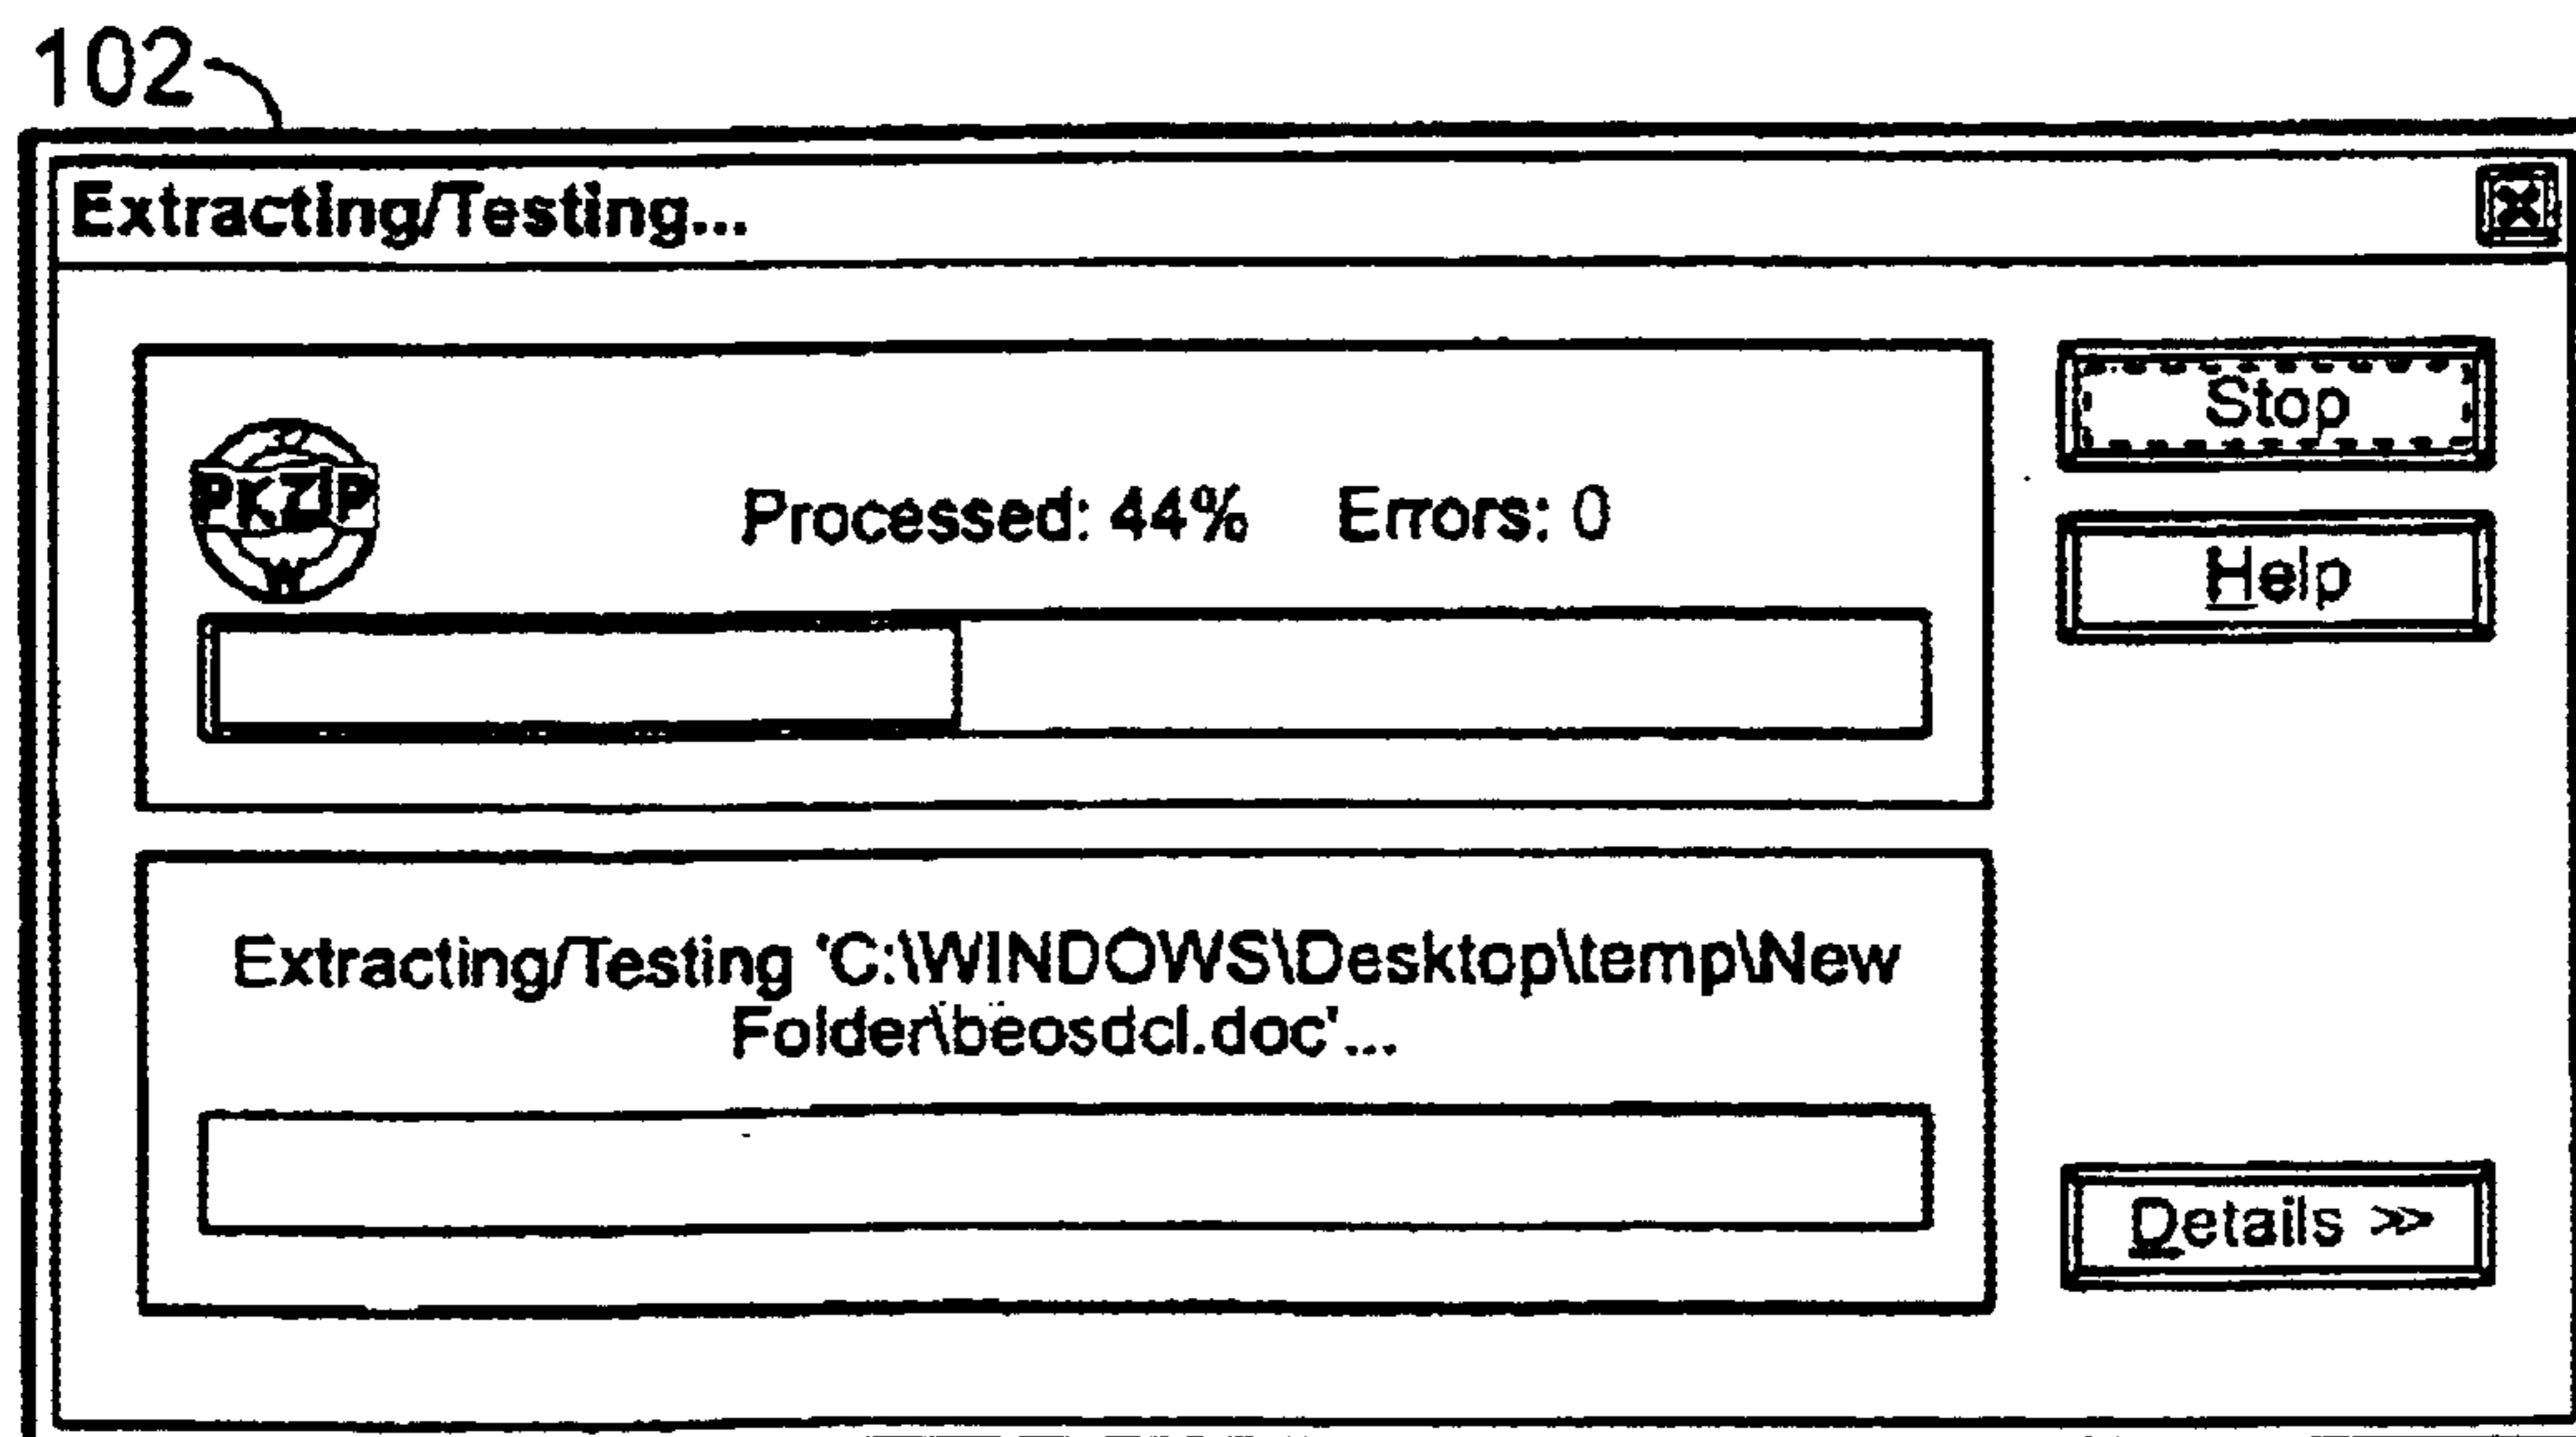 102
Extracting/Testing...
Stop
PKZIP
W
Processed: 44% Errors: 0
Help
Extracting/Testing 'C:\WINDOWS\Desktop\temp\New
Folder\beosdcl.doc'...
Details >>